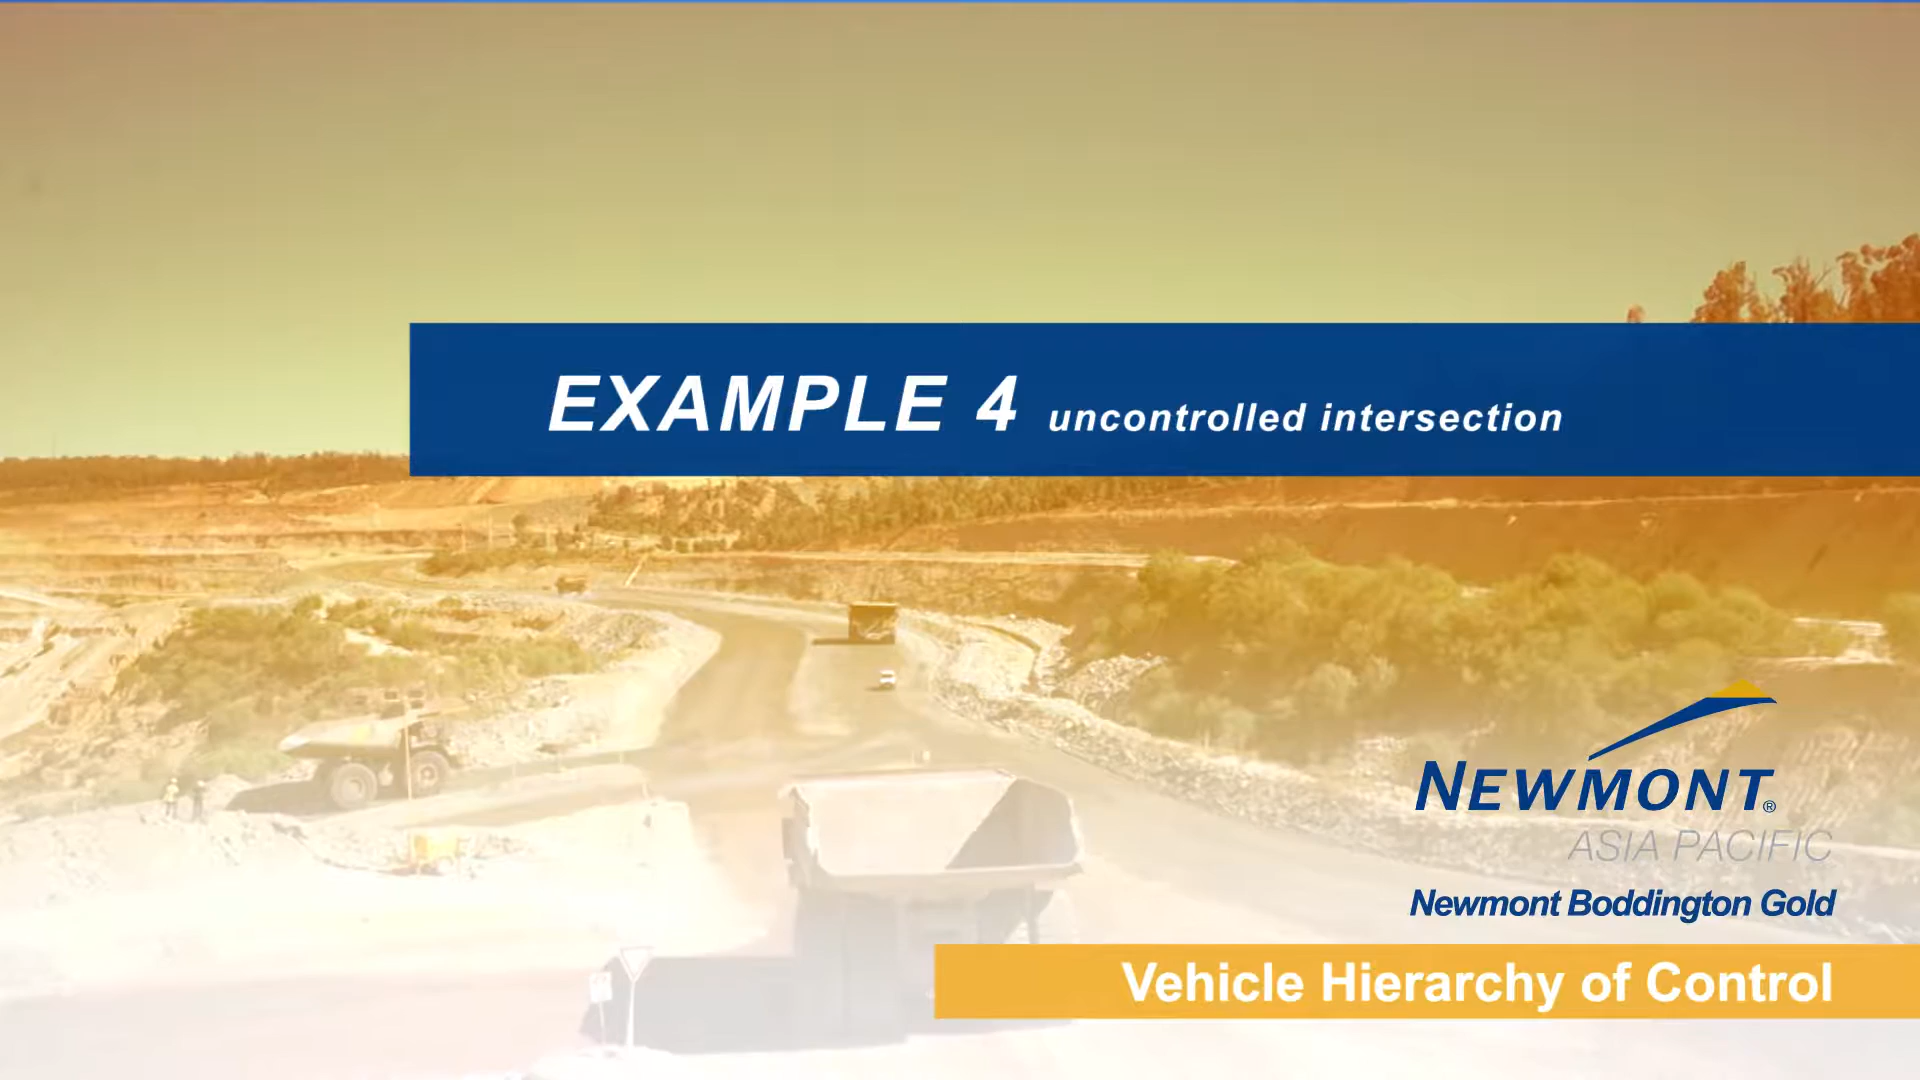 EXAMPLE 4 uncontrolled intersection
NEWMONT®
ASIA PACIFIC
Newmont Boddington Gold
Vehicle Hierarchy of Control